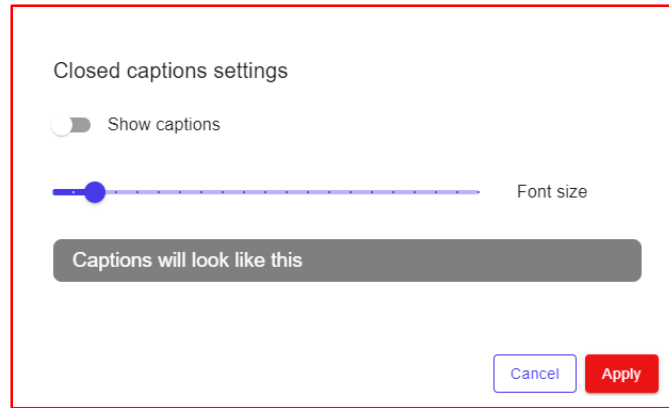 Closed captions settings
Show captions
Font size
Captions will look like this
Cancel
Apply